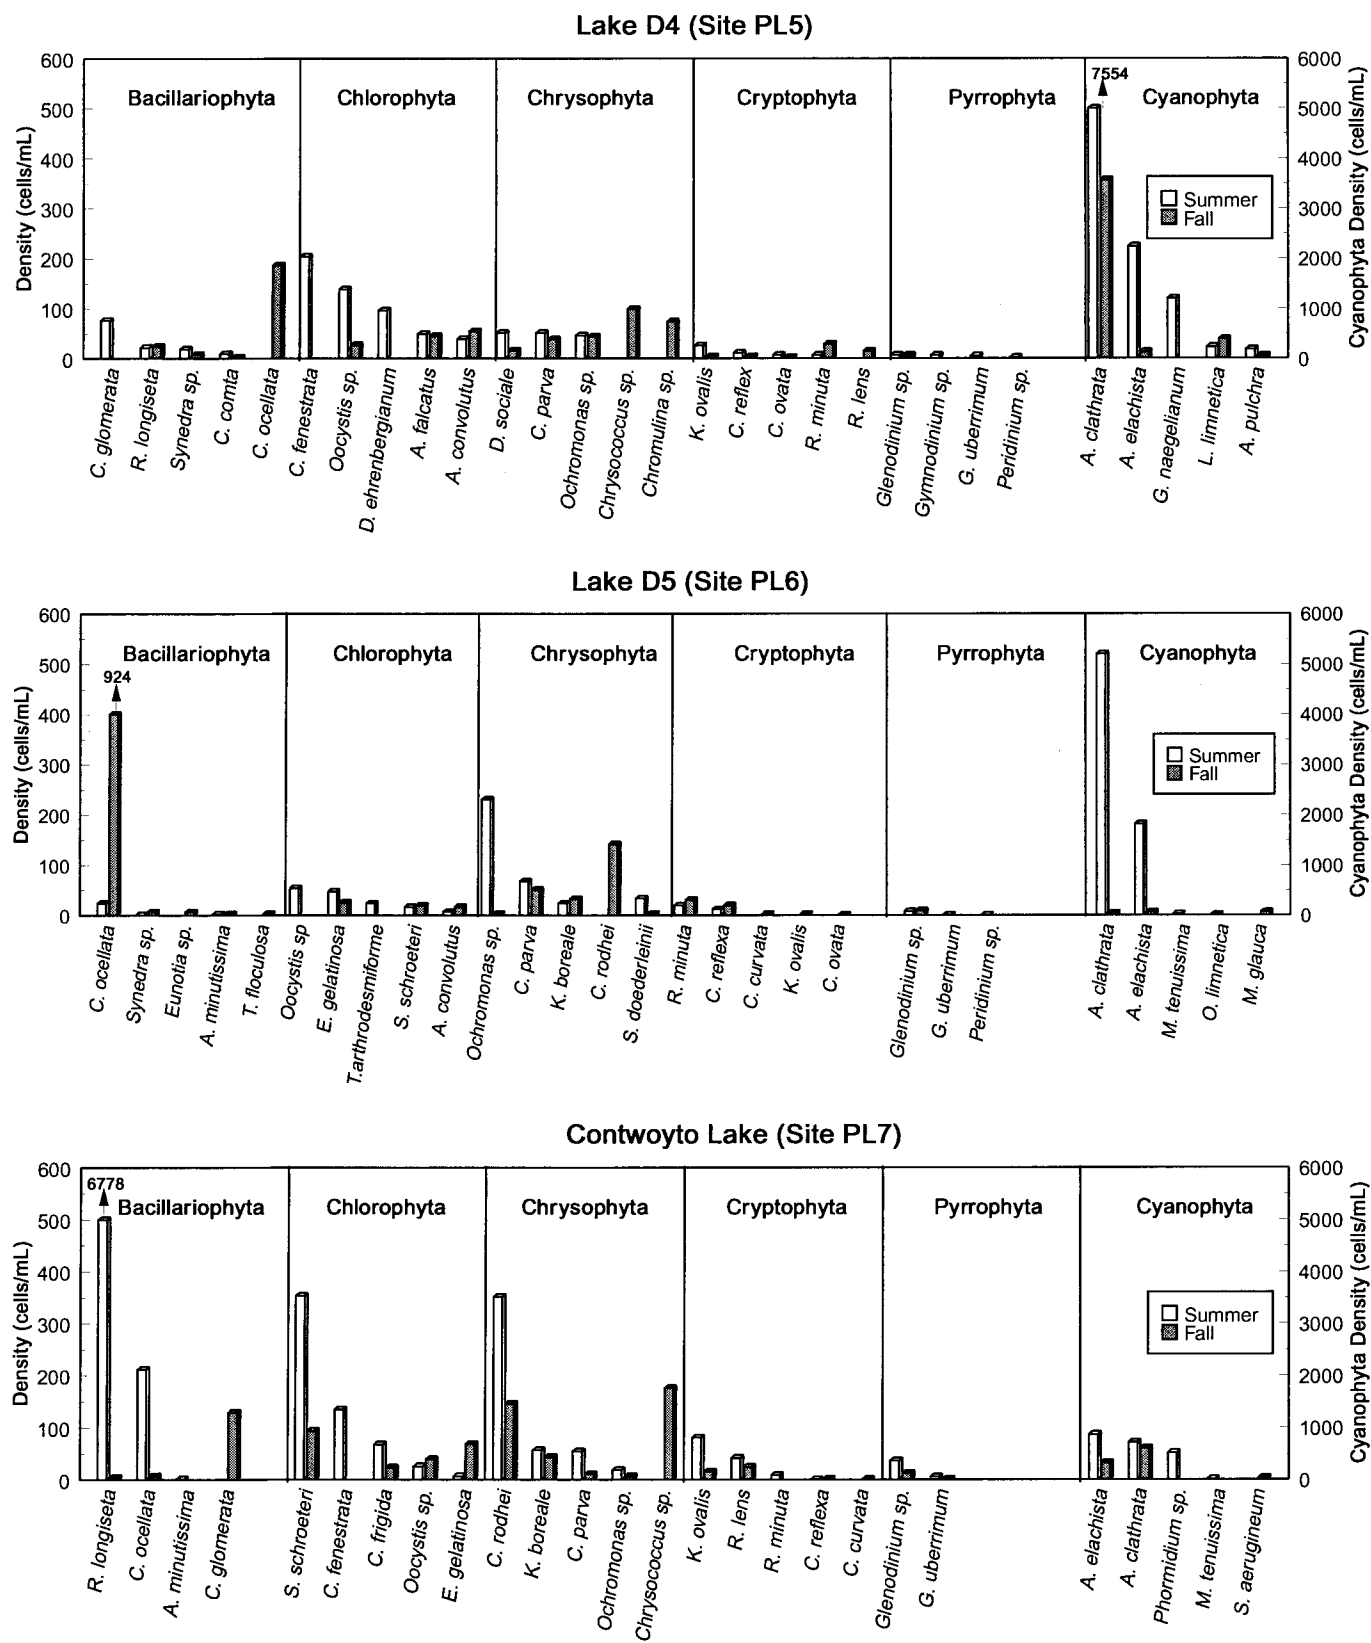 Lake D4 (Site PL5)
600 500 400 300 200 100 0
Density (cells/mL)
Bacillariophyta Chlorophyta Chrysophyta Cryptophyta Pyrrophyta Cyanophyta
7554
Summer
Fall
6000 5000 4000 3000 2000 1000 0
Cyanophyta Density (cells/mL)
C. glomerata
R. longiseta
Synedra sp.
C. comta
C. ocellata
C. fenestrata
Oocystis sp.
D. ehrenbergianum
A. falcatus
A. convolutus
D. sociale
C. parva
Ochromonas sp.
Chrysococcus sp.
Chromulina sp.
K. ovalis
C. reflex
C. ovata
R. minuta
R. lens
Glenodinium sp.
Gymnodinium sp.
G. uberrimum
Peridinium sp.
A. clathrata
A. elachista
G. naegelianum
L. limnetica
A. pulchra
Lake D5 (Site PL6)
600 500 400 300 200 100 0
Density (cells/mL)
Bacillariophyta Chlorophyta Chrysophyta Cryptophyta Pyrrophyta Cyanophyta
924
Summer
Fall
6000 5000 4000 3000 2000 1000 0
Cyanophyta Density (cells/mL)
C. ocellata
Synedra sp.
Eunotia sp.
A. minutissima
T. floculosa
Oocystis sp
E. gelatinosa
T.arthrodesmiforme
S. schroeteri
A. convolutus
Ochromonas sp.
C. parva
K. boreale
C. rodhei
S. doederleinii
R. minuta
C. reflexa
C. curvata
K. ovalis
C. ovata
Glenodinium sp.
G. uberrimum
Peridinium sp.
A. clathrata
A. elachista
M. tenuissima
O. limnetica
M. glauca
Contwoyto Lake (Site PL7)
600 500 400 300 200 100 0
Density (cells/mL)
6778
Bacillariophyta Chlorophyta Chrysophyta Cryptophyta Pyrrophyta Cyanophyta
Summer
Fall
6000 5000 4000 3000 2000 1000 0
Cyanophyta Density (cells/mL)
R. longiseta
C. ocellata
A. minutissima
C. glomerata
S. schroeteri
C. fenestrata
C. frigida
Oocystis sp.
E. gelatinosa
C. rodhei
K. boreale
C. parva
Ochromonas sp.
Chrysococcus sp.
K. ovalis
R. lens
R. minuta
C. reflexa
C. curvata
Glenodinium sp.
G. uberrimum
A. elachista
A. clathrata
Phormidium sp.
M. tenuissima
S. aerugineum